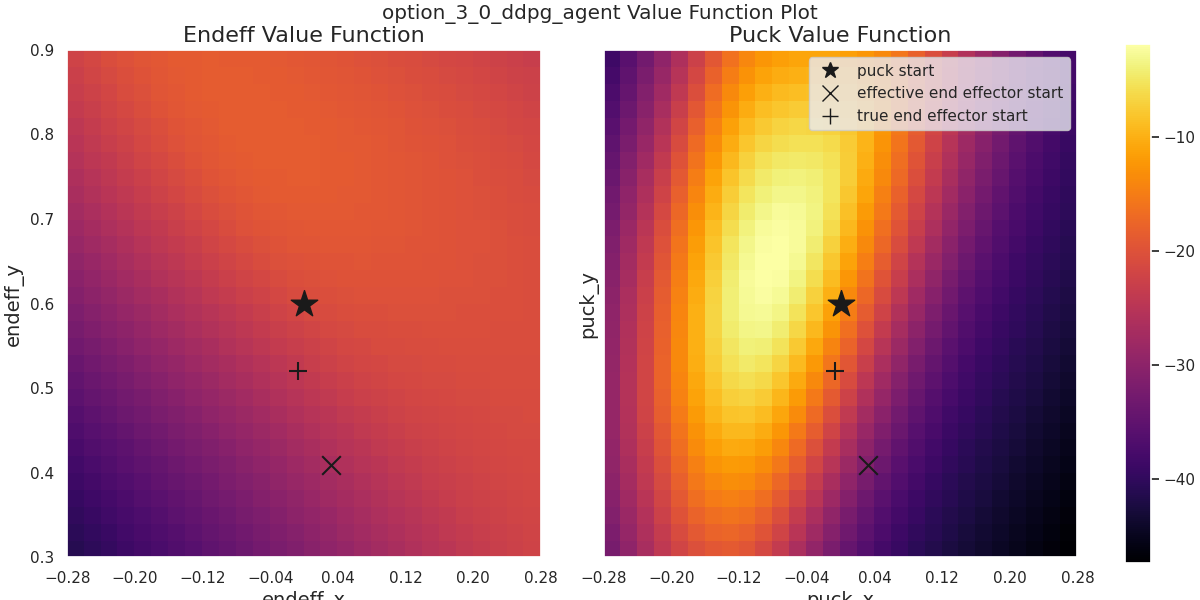 option_3_0_ddpg_agent Value Function Plot
Endeff Value Function
Puck Value Function
puck start
effective end effector start
true end effector start
0.9
0.8
0.7
0.6
0.5
0.4
0.3
endeff_y
puck_y
−0.28 −0.20 −0.12 −0.04 0.04 0.12 0.20 0.28
−0.28 −0.20 −0.12 −0.04 0.04 0.12 0.20 0.28
endeff_x
puck_x
−10
−20
−30
−40